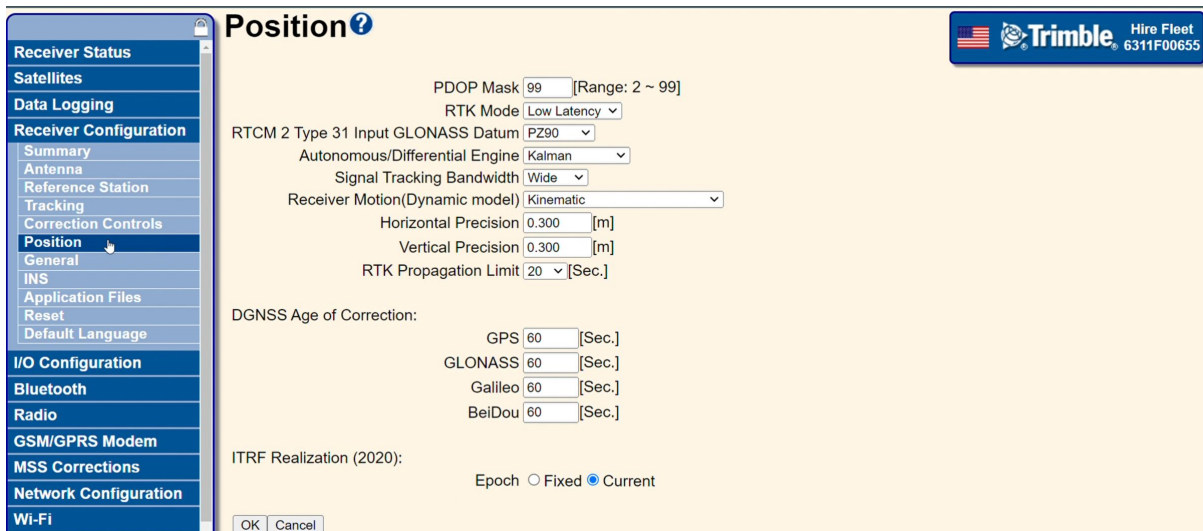 Position?
Trimble®
Hire Fleet
6311F00655
Receiver Status
Satellites
Data Logging
Receiver Configuration
Summary
Antenna
Reference Station
Tracking
Correction Controls
Position
General
INS
Application Files
Reset
Default Language
I/O Configuration
Bluetooth
Radio
GSM/GPRS Modem
MSS Corrections
Network Configuration
Wi-Fi
PDOP Mask 99 [Range: 2 ~ 99]
RTK Mode Low Latency
RTCM 2 Type 31 Input GLONASS Datum PZ90
Autonomous/Differential Engine Kalman
Signal Tracking Bandwidth Wide
Receiver Motion(Dynamic model) Kinematic
Horizontal Precision 0.300 [m]
Vertical Precision 0.300 [m]
RTK Propagation Limit 20 [Sec.]
DGNSS Age of Correction:
GPS 60 [Sec.]
GLONASS 60 [Sec.]
Galileo 60 [Sec.]
BeiDou 60 [Sec.]
ITRF Realization (2020):
Epoch Fixed Current
OK Cancel